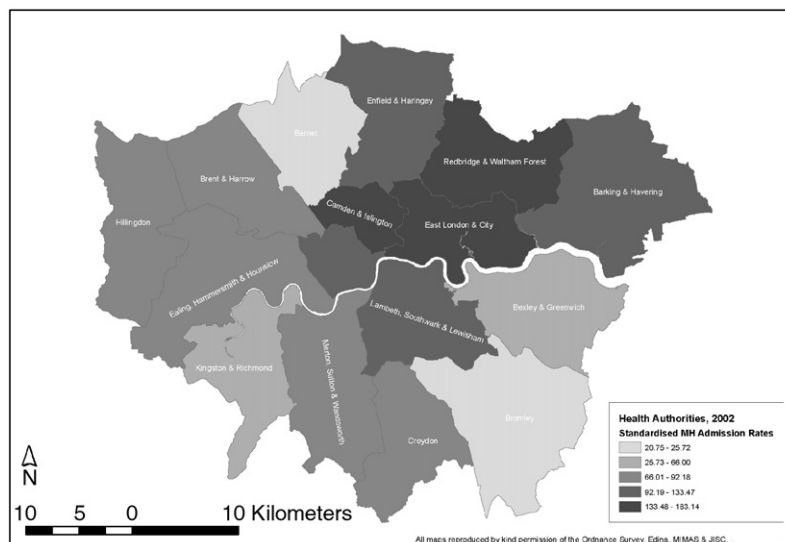 Enfield & Haringey
Barnet
Redbridge & Waltham Forest
Brent & Harrow
Barking & Havering
Camden & Islington
Hillingdon
East London & City
Ealing, Hammersmith & Hounslow
Bexley & Greenwich
Lambeth, Southwark & Lewisham
Kingston & Richmond
Merton, Sutton & Wandsworth
Bromley
Croydon
Health Authorities, 2002
Standardised MH Admission Rates
20.75 - 25.72
25.73 - 66.00
66.01 - 92.18
92.19 - 133.47
133.48 - 183.14
N
10 5 0 10 Kilometers
All maps reproduced by kind permission of the Ordnance Survey, Edina, MIMAS & JISC.